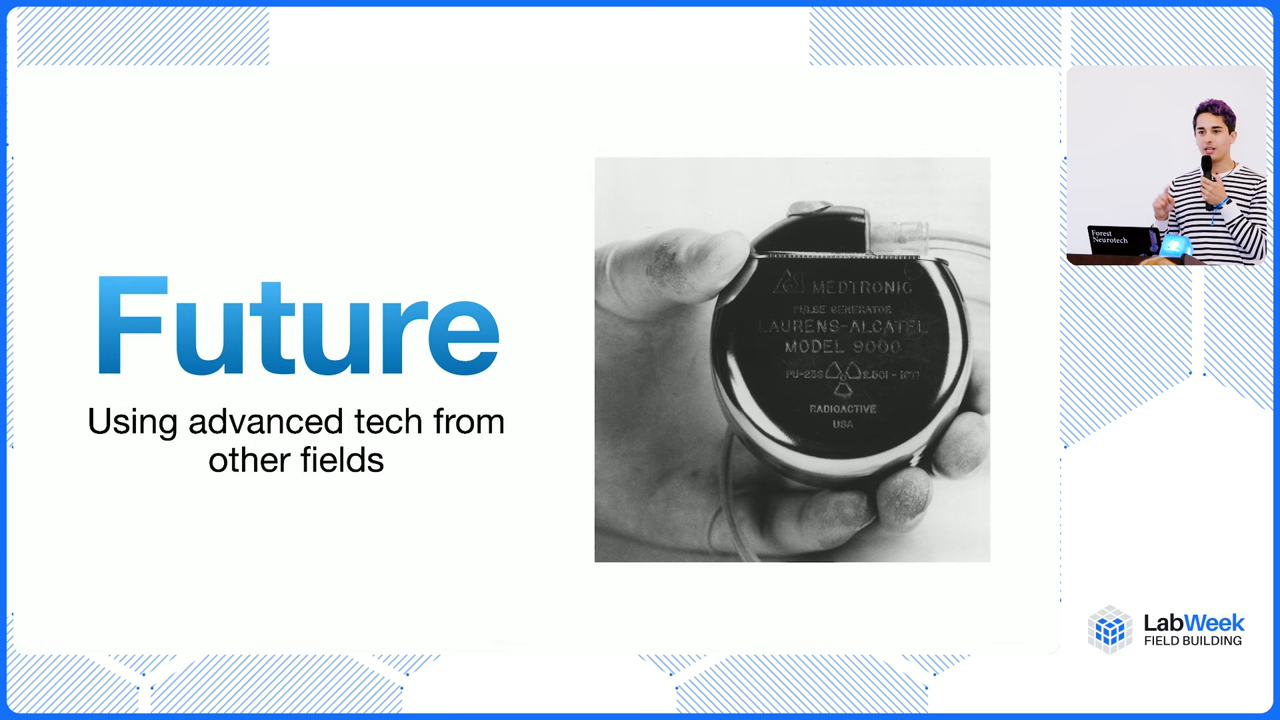 Future
Using advanced tech from
other fields
MEDTRONIC
PULSE GENERATOR
LAURENS-ALCATEL
MODEL 9000
RADIOACTIVE
USA
Forest
Neurotech
LabWeek
FIELD BUILDING